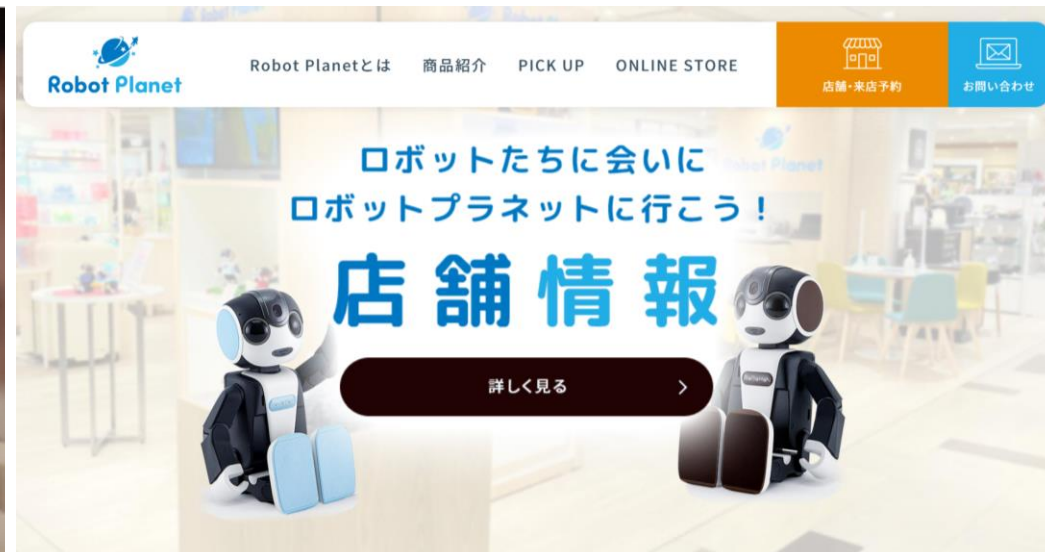 Robot Planet
Robot Planetとは
商品紹介
PICK UP
ONLINE STORE
店舗・来店予約
お問い合わせ
ロボットたちに会いに
Robot Planet
ロボットプラネットに行こう！
店舗情報
詳しく見る